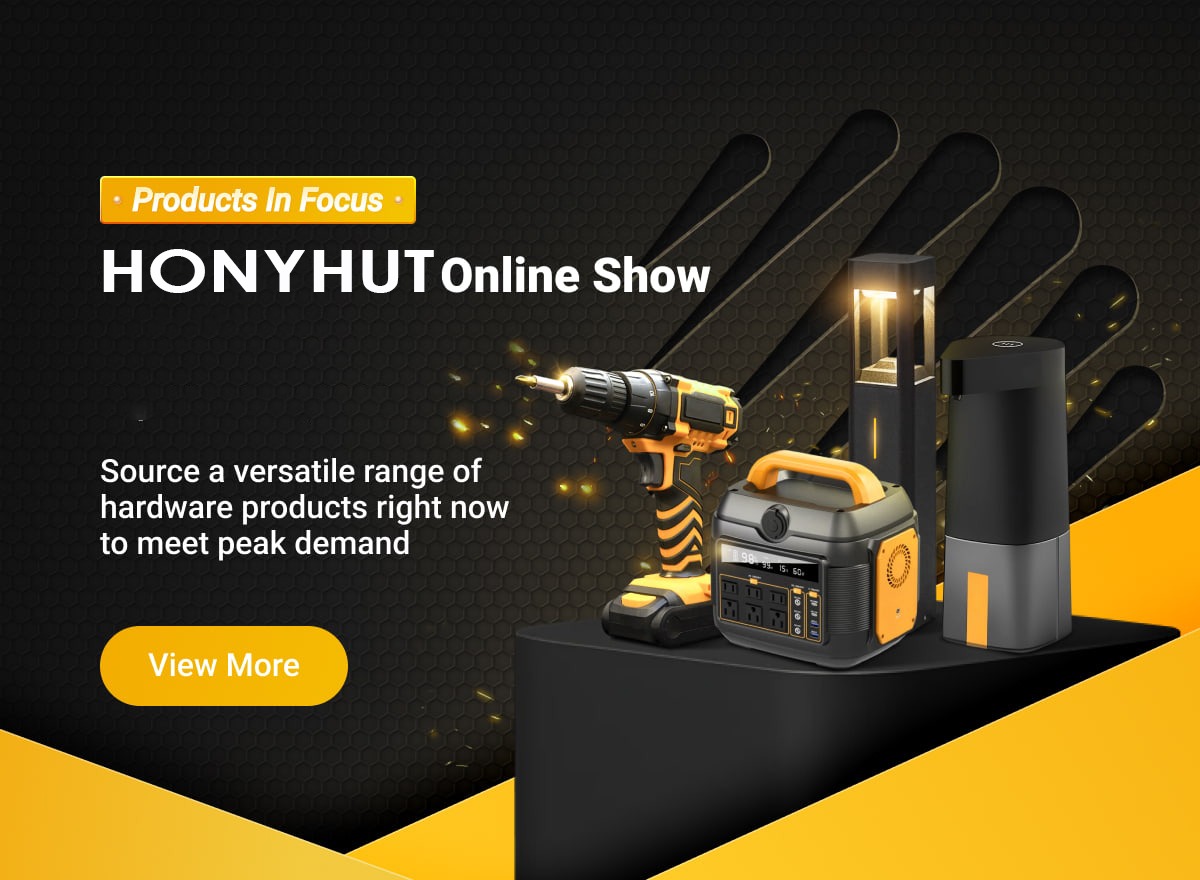 Products In Focus
HONYHUT Online Show
Source a versatile range of
hardware products right now
to meet peak demand
View More